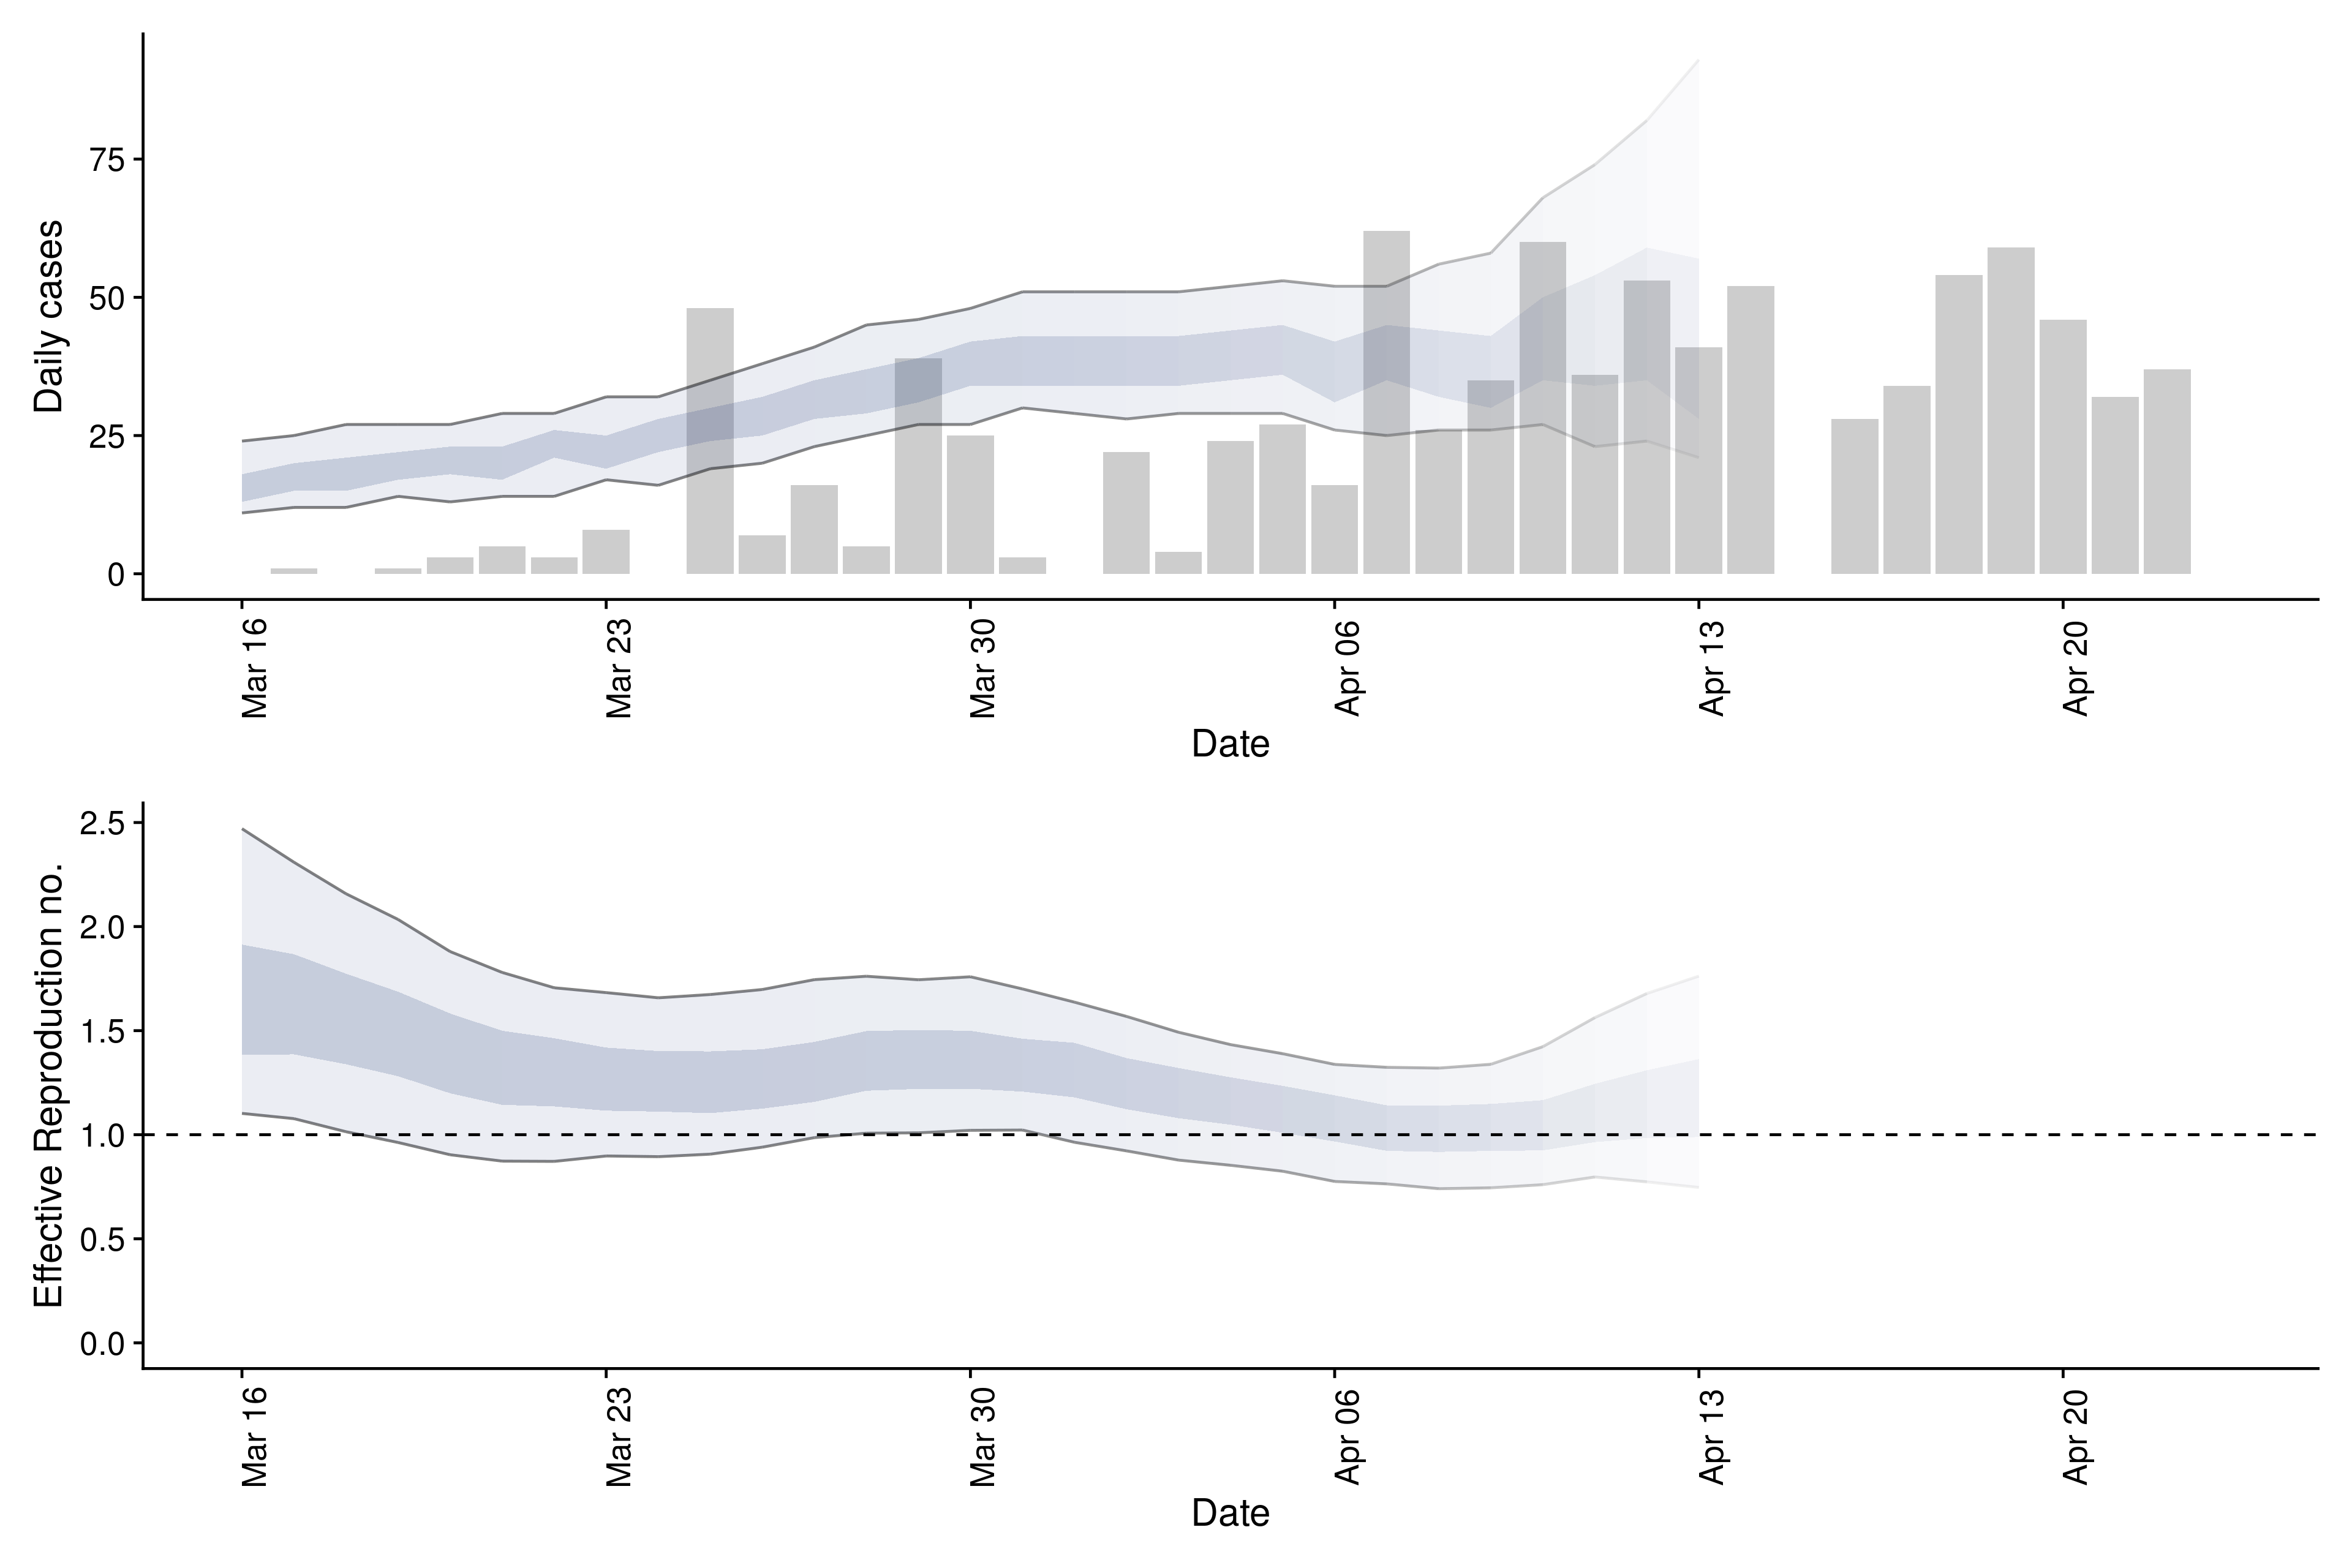 Daily cases
75
50
25
0
Mar 16
Mar 23
Mar 30
Apr 06
Apr 13
Apr 20
Date
Effective Reproduction no.
2.5
2.0
1.5
1.0
0.5
0.0
Mar 16
Mar 23
Mar 30
Apr 06
Apr 13
Apr 20
Date